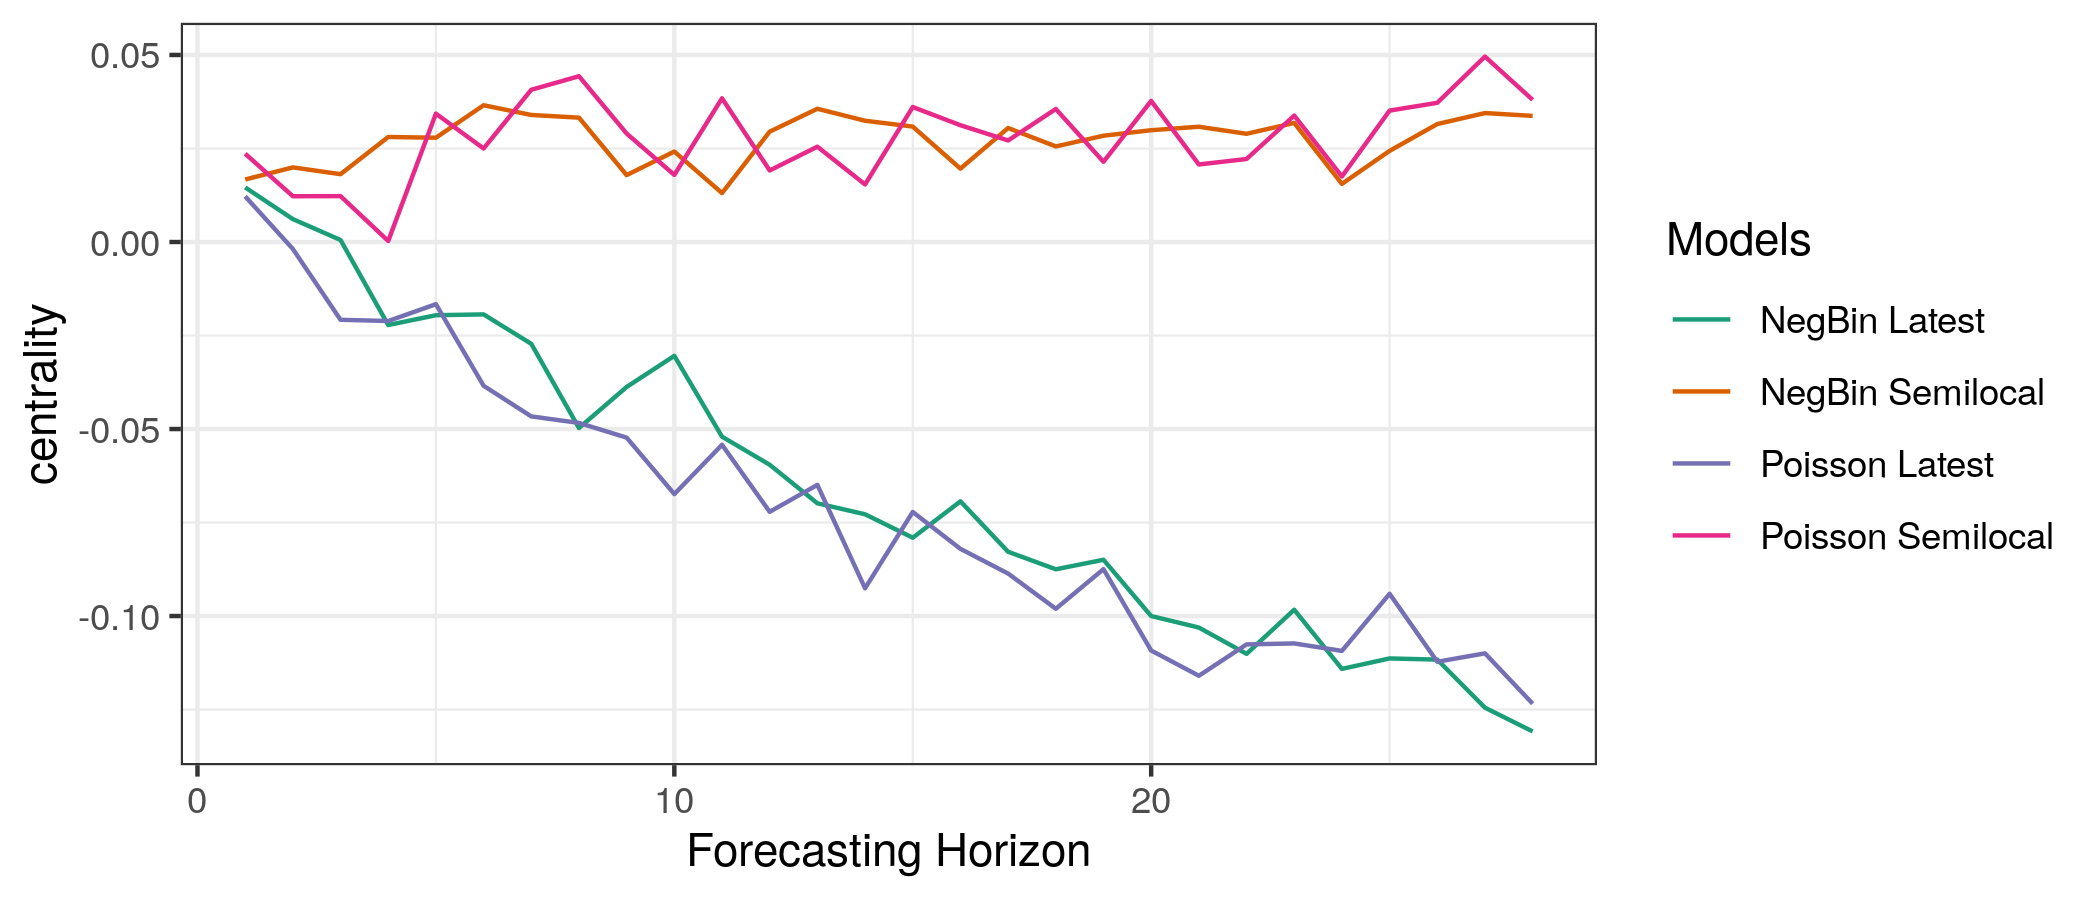 0.05
0.00
-0.05
-0.10
centrality
0
10
20
Forecasting Horizon
Models
NegBin Latest
NegBin Semilocal
Poisson Latest
Poisson Semilocal